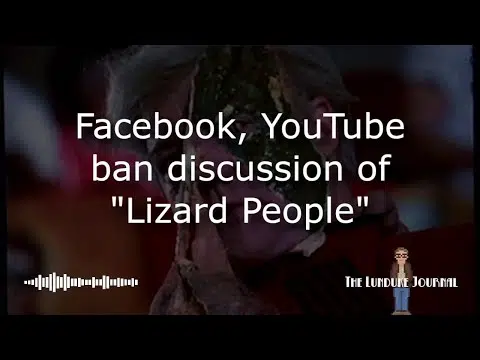 Facebook, YouTube
ban discussion of
"Lizard People"
The Lunduke Journal